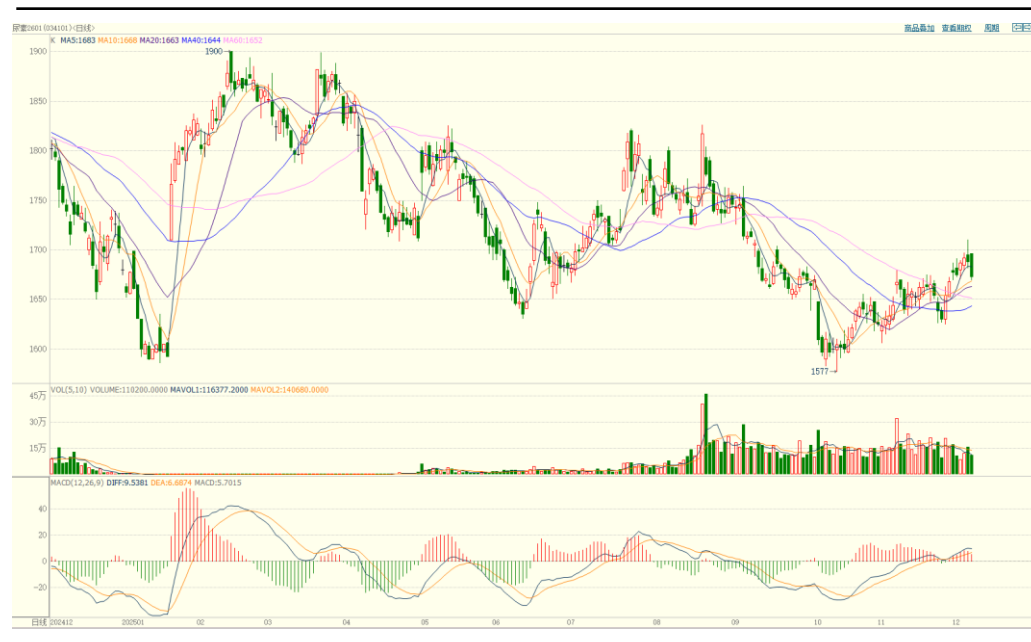 尿素2601(034101)<日线>
商品叠加 查看期权 周期
K MA5:1683 MA10:1668 MA20:1663 MA40:1644 MA60:1652
1900
1900
1850
1800
1750
1700
1650
1600
1577
VOL(5,10) VOLUME:110200.0000 MAVOL1:116377.2000 MAVOL2:140680.0000
45万
30万
15万
MACD(12,26,9) DIFF:9.5381 DEA:6.6874 MACD:5.7015
40
20
0
-20
日线 202412 202501 02 03 04 05 06 07 08 09 10 11 12